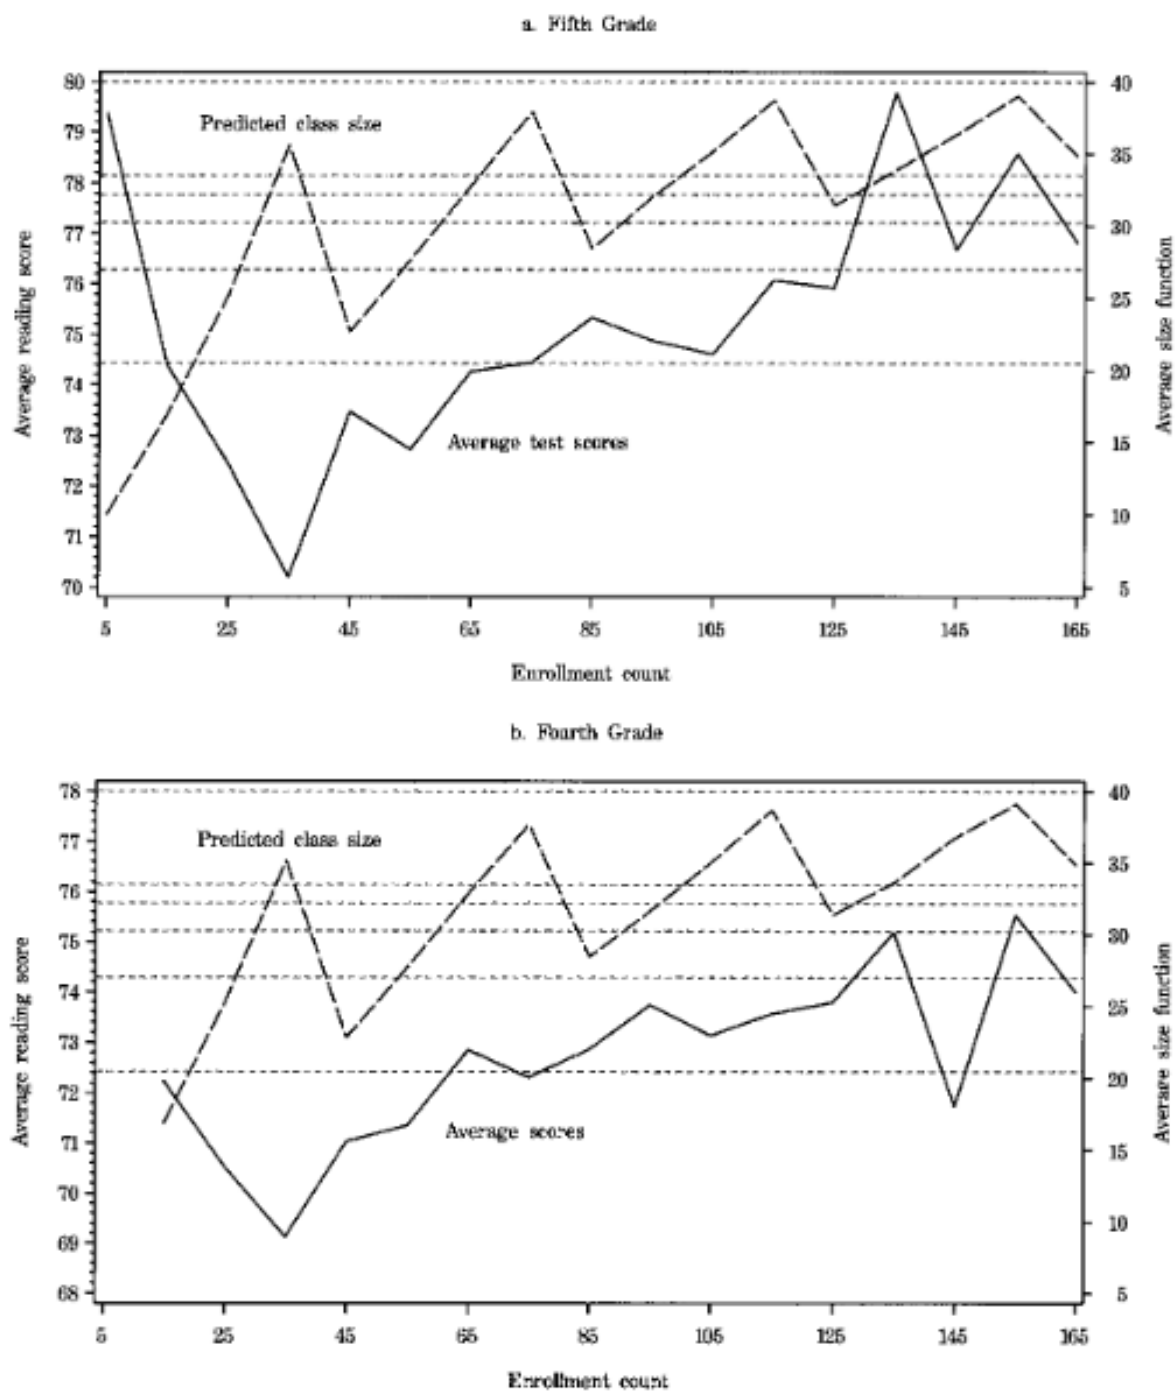 a. Fifth Grade
80
79
78
77
76
75
74
73
72
71
70
Average reading score
Predicted class size
Average test scores
40
35
30
25
20
15
10
5
Average size function
5 25 45 65 85 105 125 145 165
Enrollment count
b. Fourth Grade
78
77
76
75
74
73
72
71
70
69
68
Average reading score
Predicted class size
Average scores
40
35
30
25
20
15
10
5
Average size function
5 25 45 65 85 105 125 145 165
Enrollment count